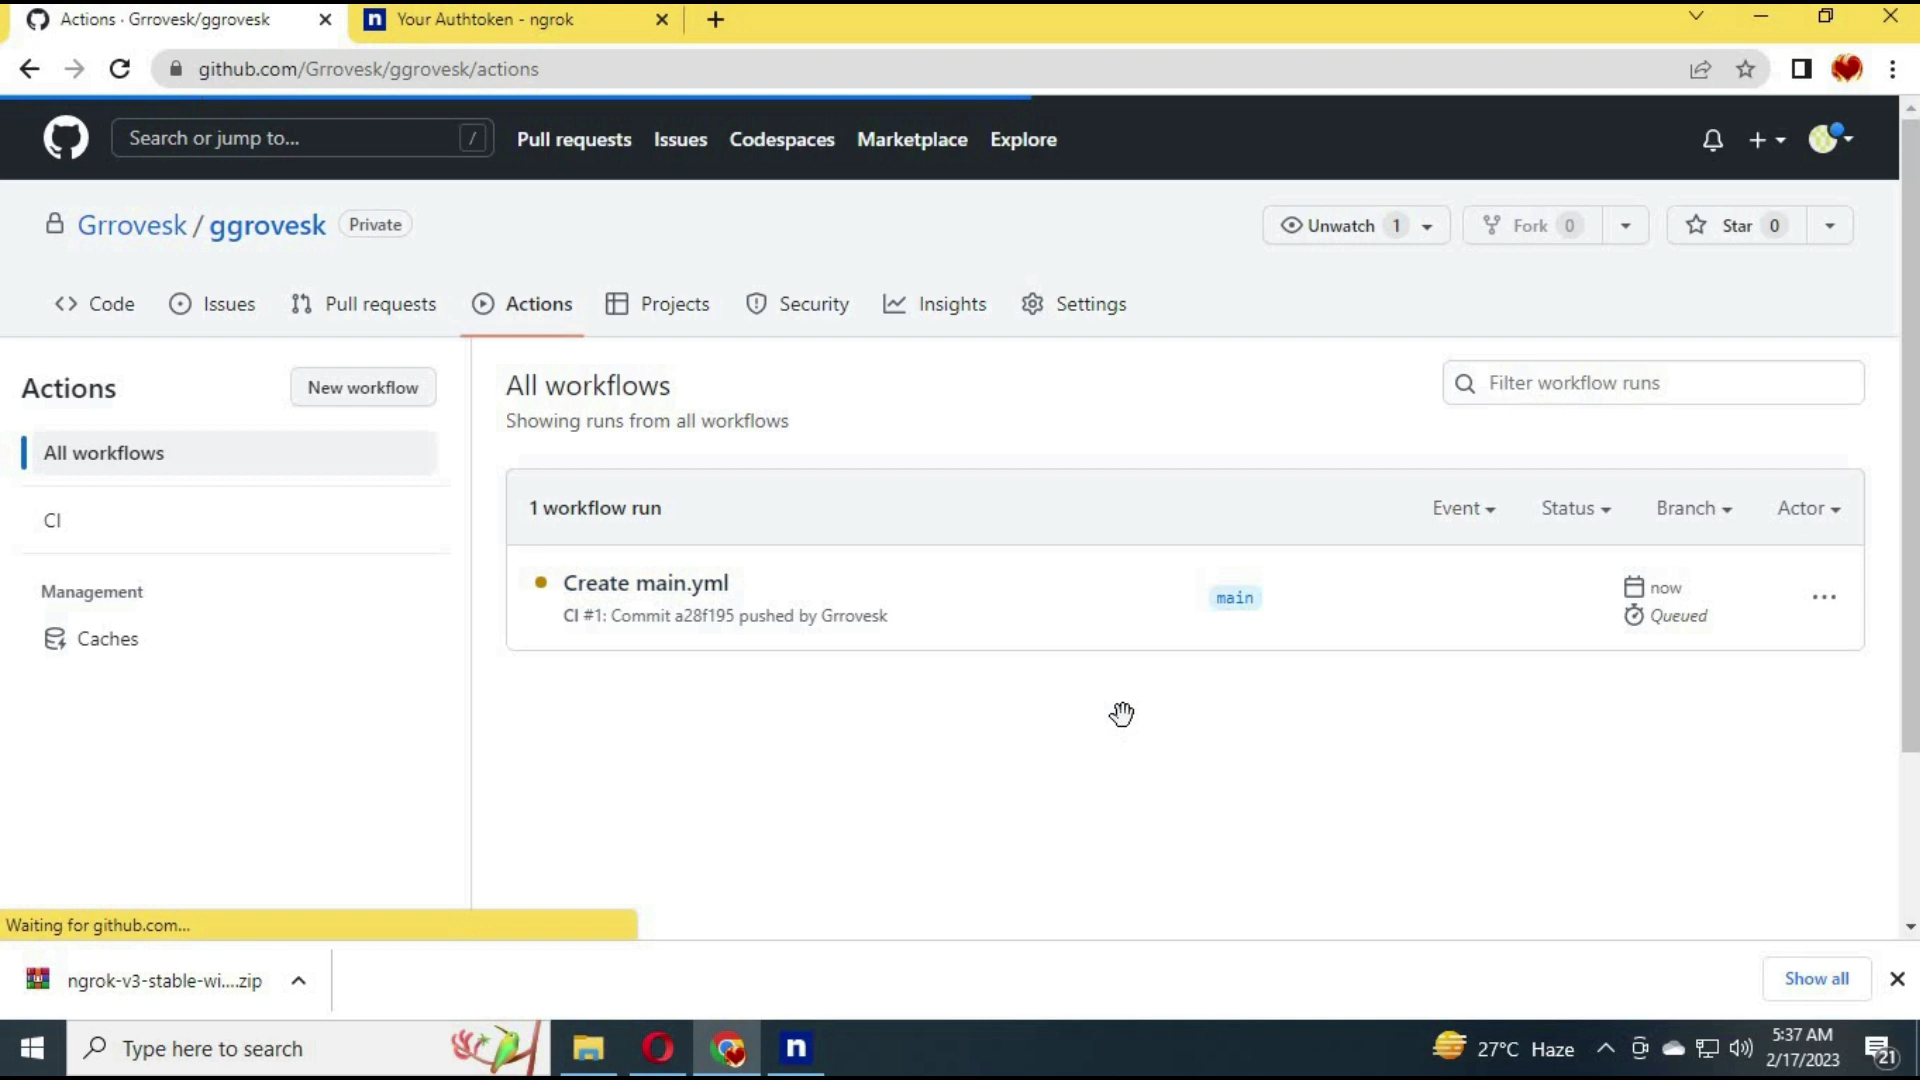 Actions · Grrovesk/ggrovesk
Your Authtoken - ngrok
github.com/Grrovesk/ggrovesk/actions
Search or jump to... /
Pull requests Issues Codespaces Marketplace Explore
Grrovesk / ggrovesk Private
Unwatch 1
Fork 0
Star 0
Code Issues Pull requests Actions Projects Security Insights Settings
Actions
New workflow
All workflows
CI
Management
Caches
All workflows
Showing runs from all workflows
Filter workflow runs
1 workflow run
Event Status Branch Actor
Create main.yml
CI #1: Commit a28f195 pushed by Grrovesk
main
now
Queued
Waiting for github.com...
ngrok-v3-stable-wi....zip
Show all
Type here to search
27°C Haze
5:37 AM
2/17/2023
21